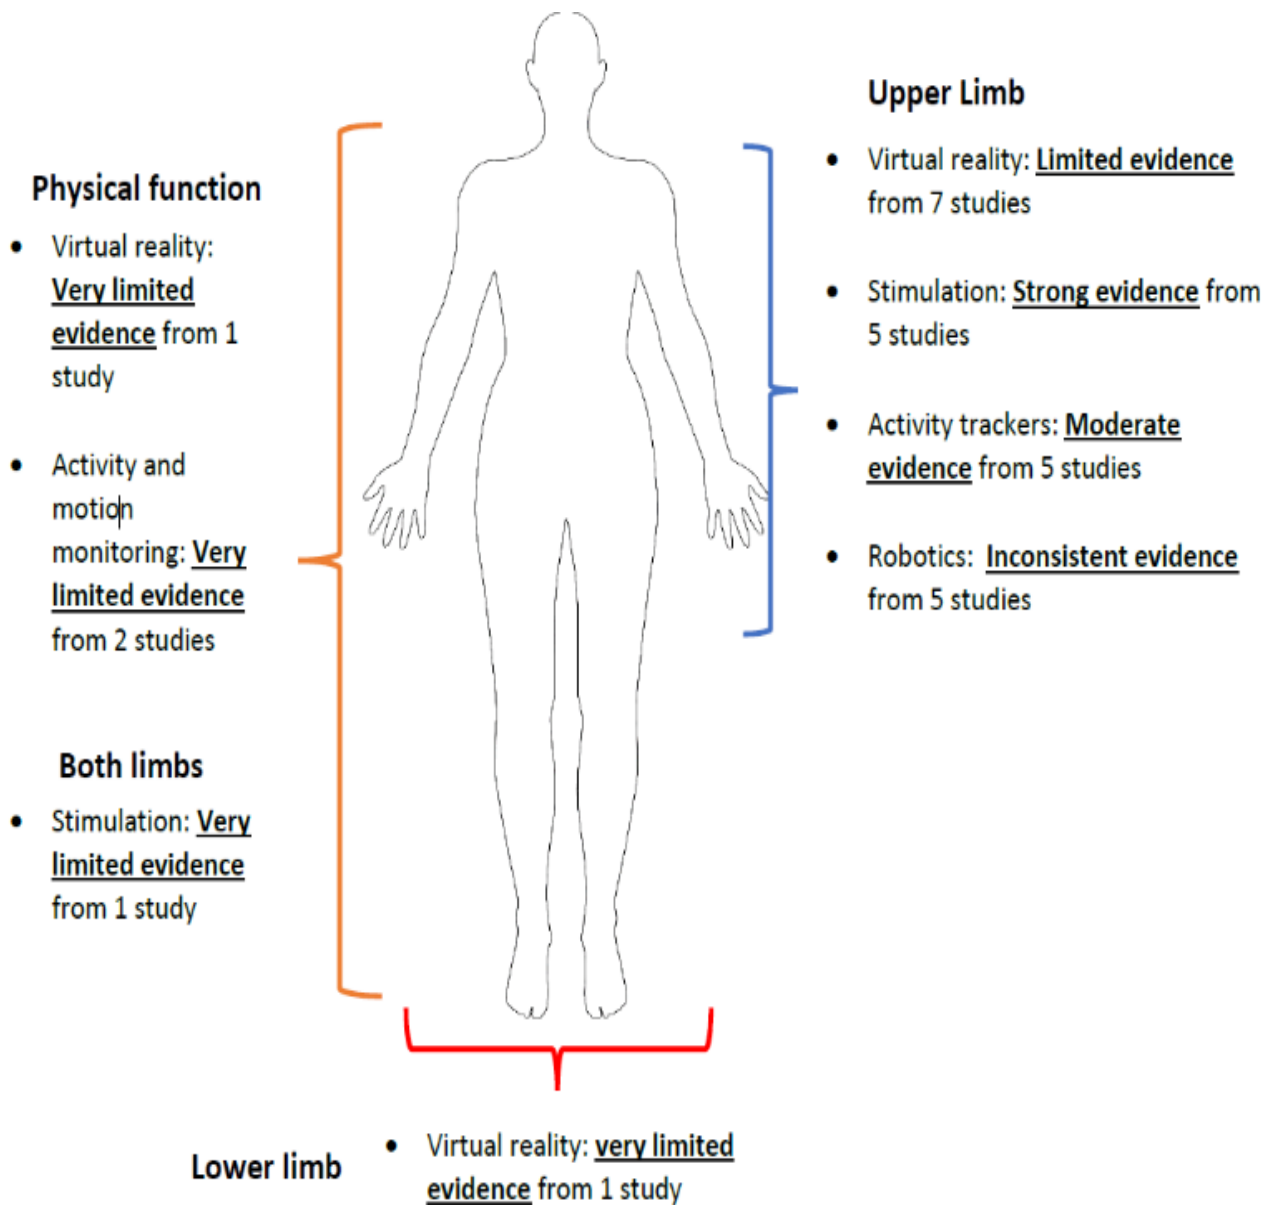 Physical function
• Virtual reality:
Very limited
evidence from 1
study
• Activity and
motion
monitoring: Very
limited evidence
from 2 studies
Both limbs
• Stimulation: Very
limited evidence
from 1 study
Upper Limb
• Virtual reality: Limited evidence
from 7 studies
• Stimulation: Strong evidence from
5 studies
• Activity trackers: Moderate
evidence from 5 studies
• Robotics: Inconsistent evidence
from 5 studies
Lower limb
• Virtual reality: very limited
evidence from 1 study